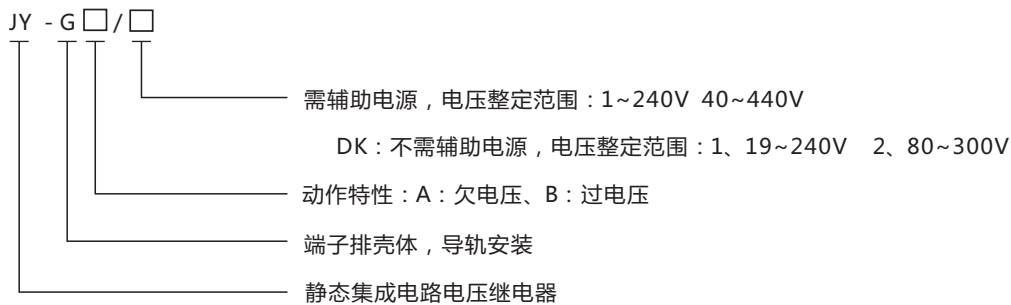 JY - G□/□
需辅助电源，电压整定范围：1~240V 40~440V
DK：不需辅助电源，电压整定范围：1、19~240V 2、80~300V
动作特性：A：欠电压、B：过电压
端子排壳体，导轨安装
静态集成电路电压继电器